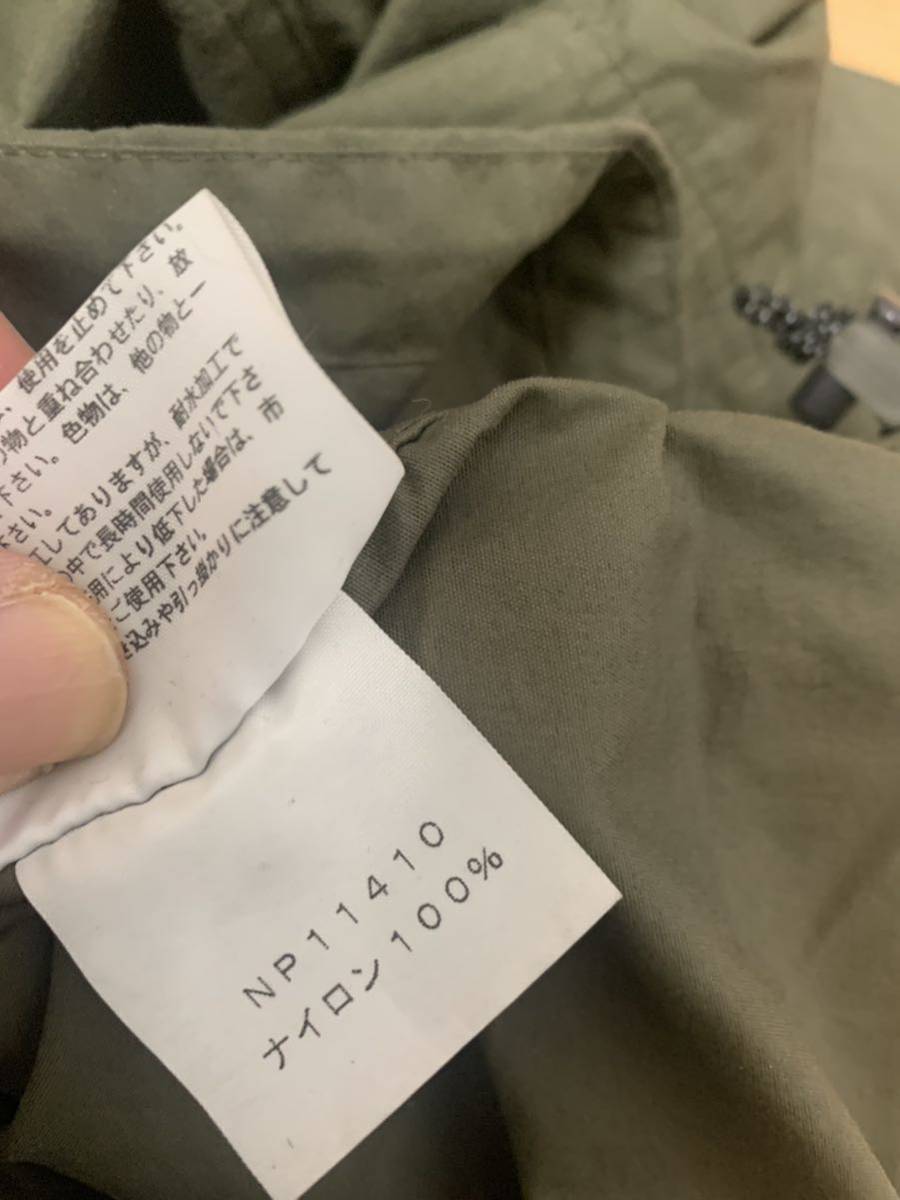 使用を止めて下さい。
物と重ね合わせたり、放
下さい。色物は、他の物と一
さい。
してありますが、耐水加工で
中で長時間使用しないで下さ
用により低下した場合は、市
ご使用下さい。
込みや引っ掛かりに注意して
NP11410
ナイロン100%